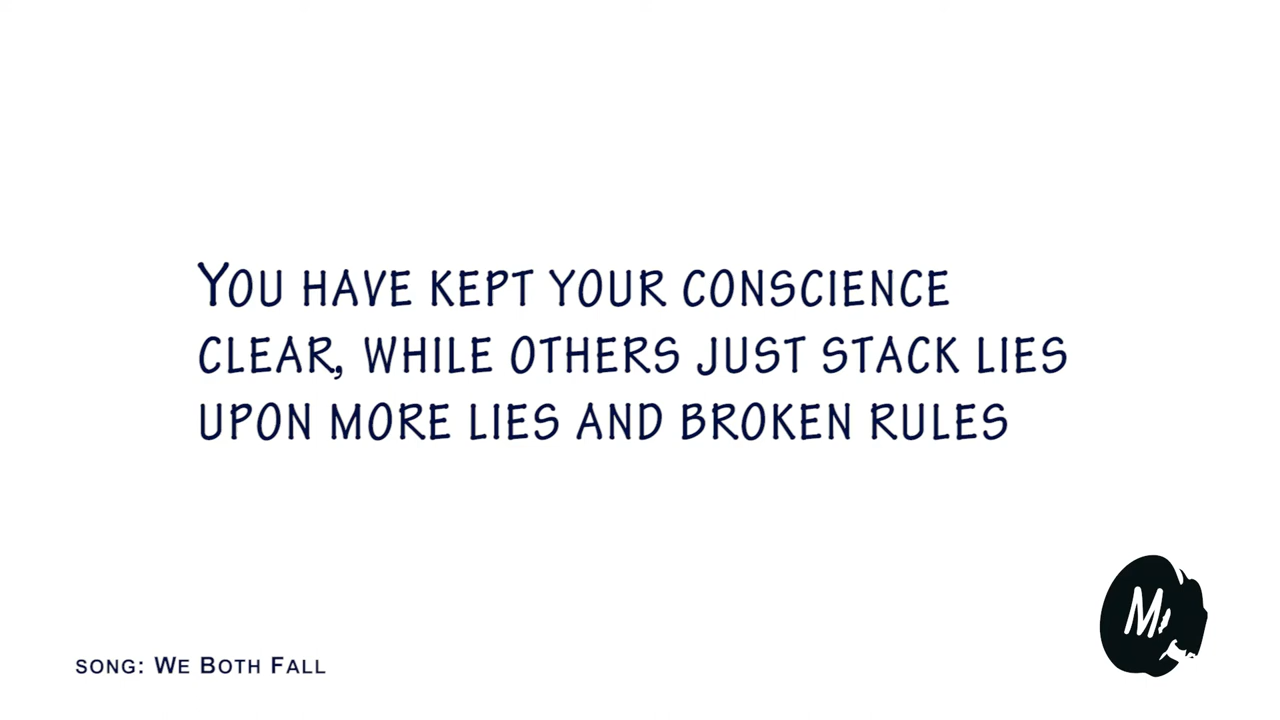 You have kept your conscience
clear, while others just stack lies
upon more lies and broken rules
song: We Both Fall
M